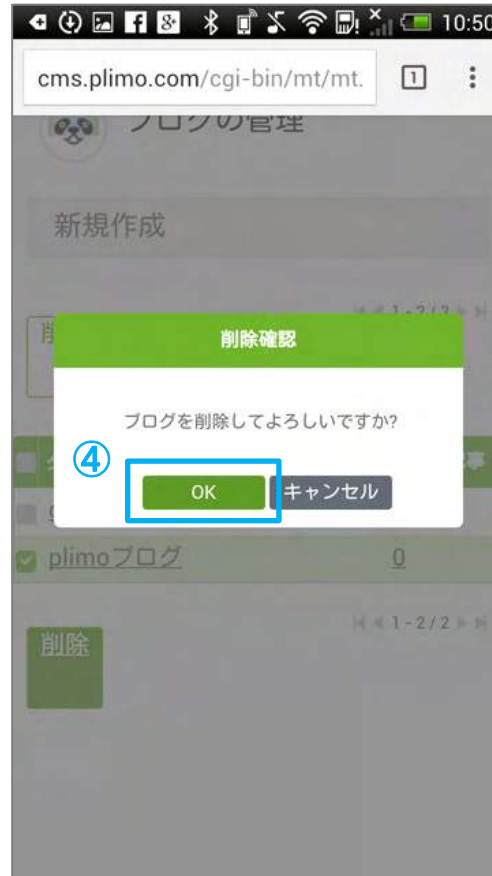 10:50
cms.plimo.com/cgi-bin/mt/mt.
1
ブログの管理
新規作成
1 - 2 / 2
削
削除確認
ブログを削除してよろしいですか?
④
OK キャンセル
plimoブログ 0
1 - 2 / 2
削除